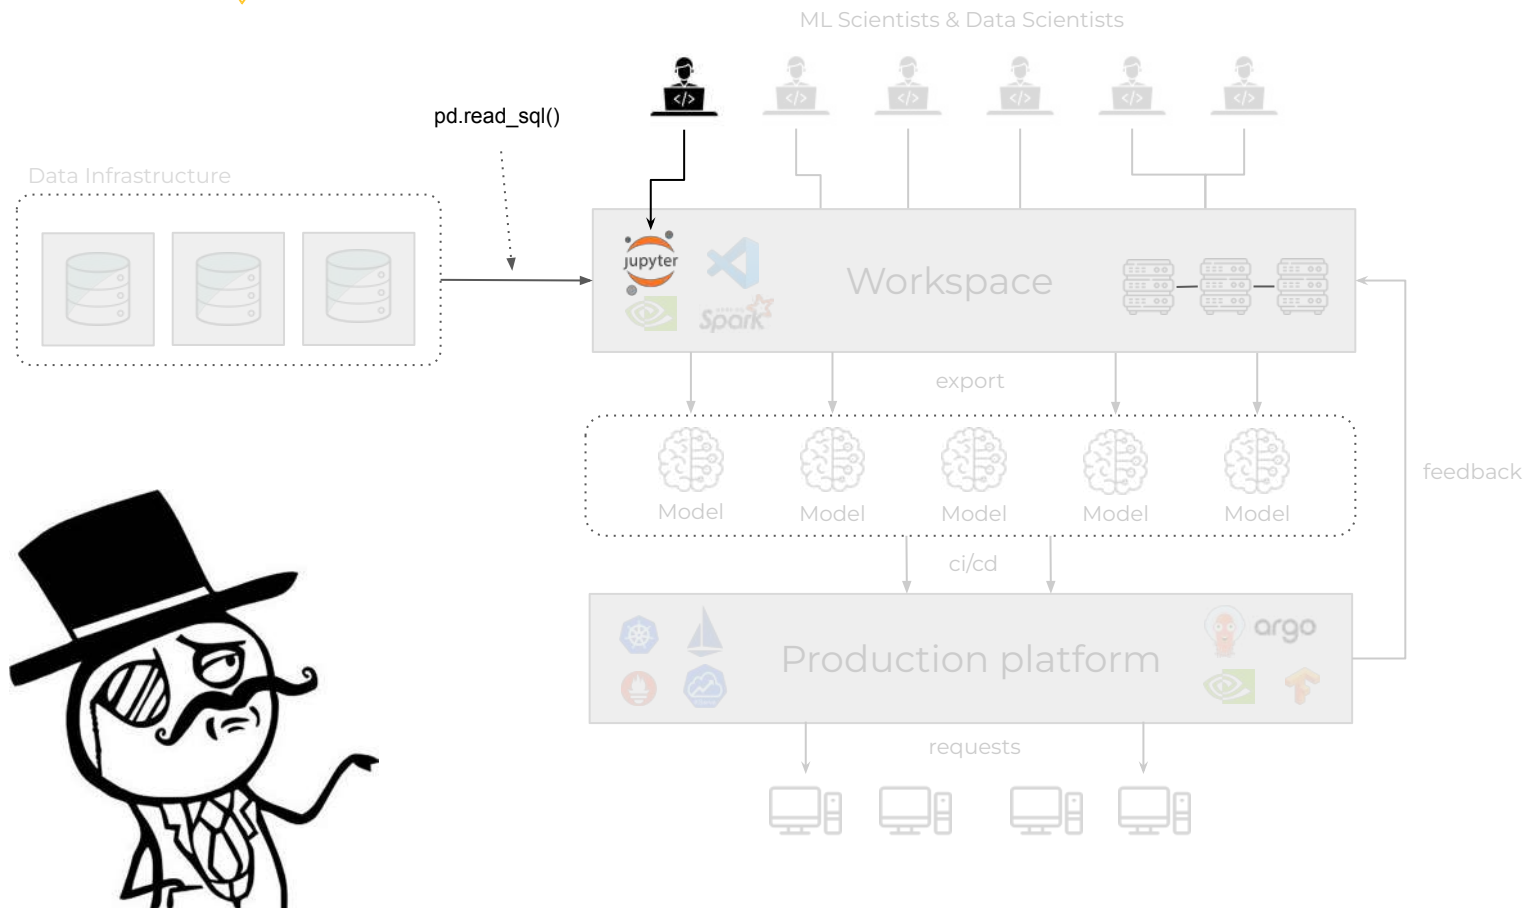 ML Scientists & Data Scientists
</>
</>
</>
</>
</>
</>
pd.read_sql()
Data Infrastructure
jupyter
Workspace
Spark
export
Model
Model
Model
Model
Model
feedback
ci/cd
argo
Production platform
requests